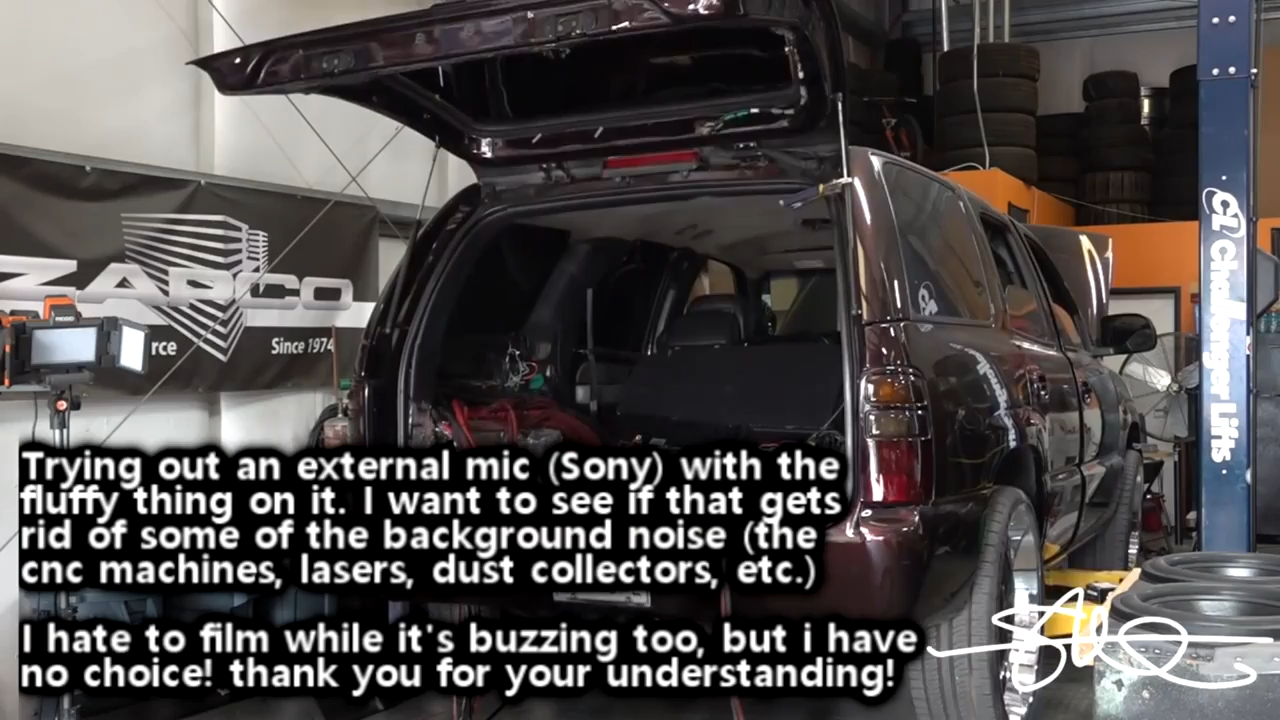 ZAPCO
rce
Since 1974
Challenger Lifts
Trying out an external mic (Sony) with the
fluffy thing on it. I want to see if that gets
rid of some of the background noise (the
cnc machines, lasers, dust collectors, etc.)
I hate to film while it's buzzing too, but i have
no choice! thank you for your understanding!